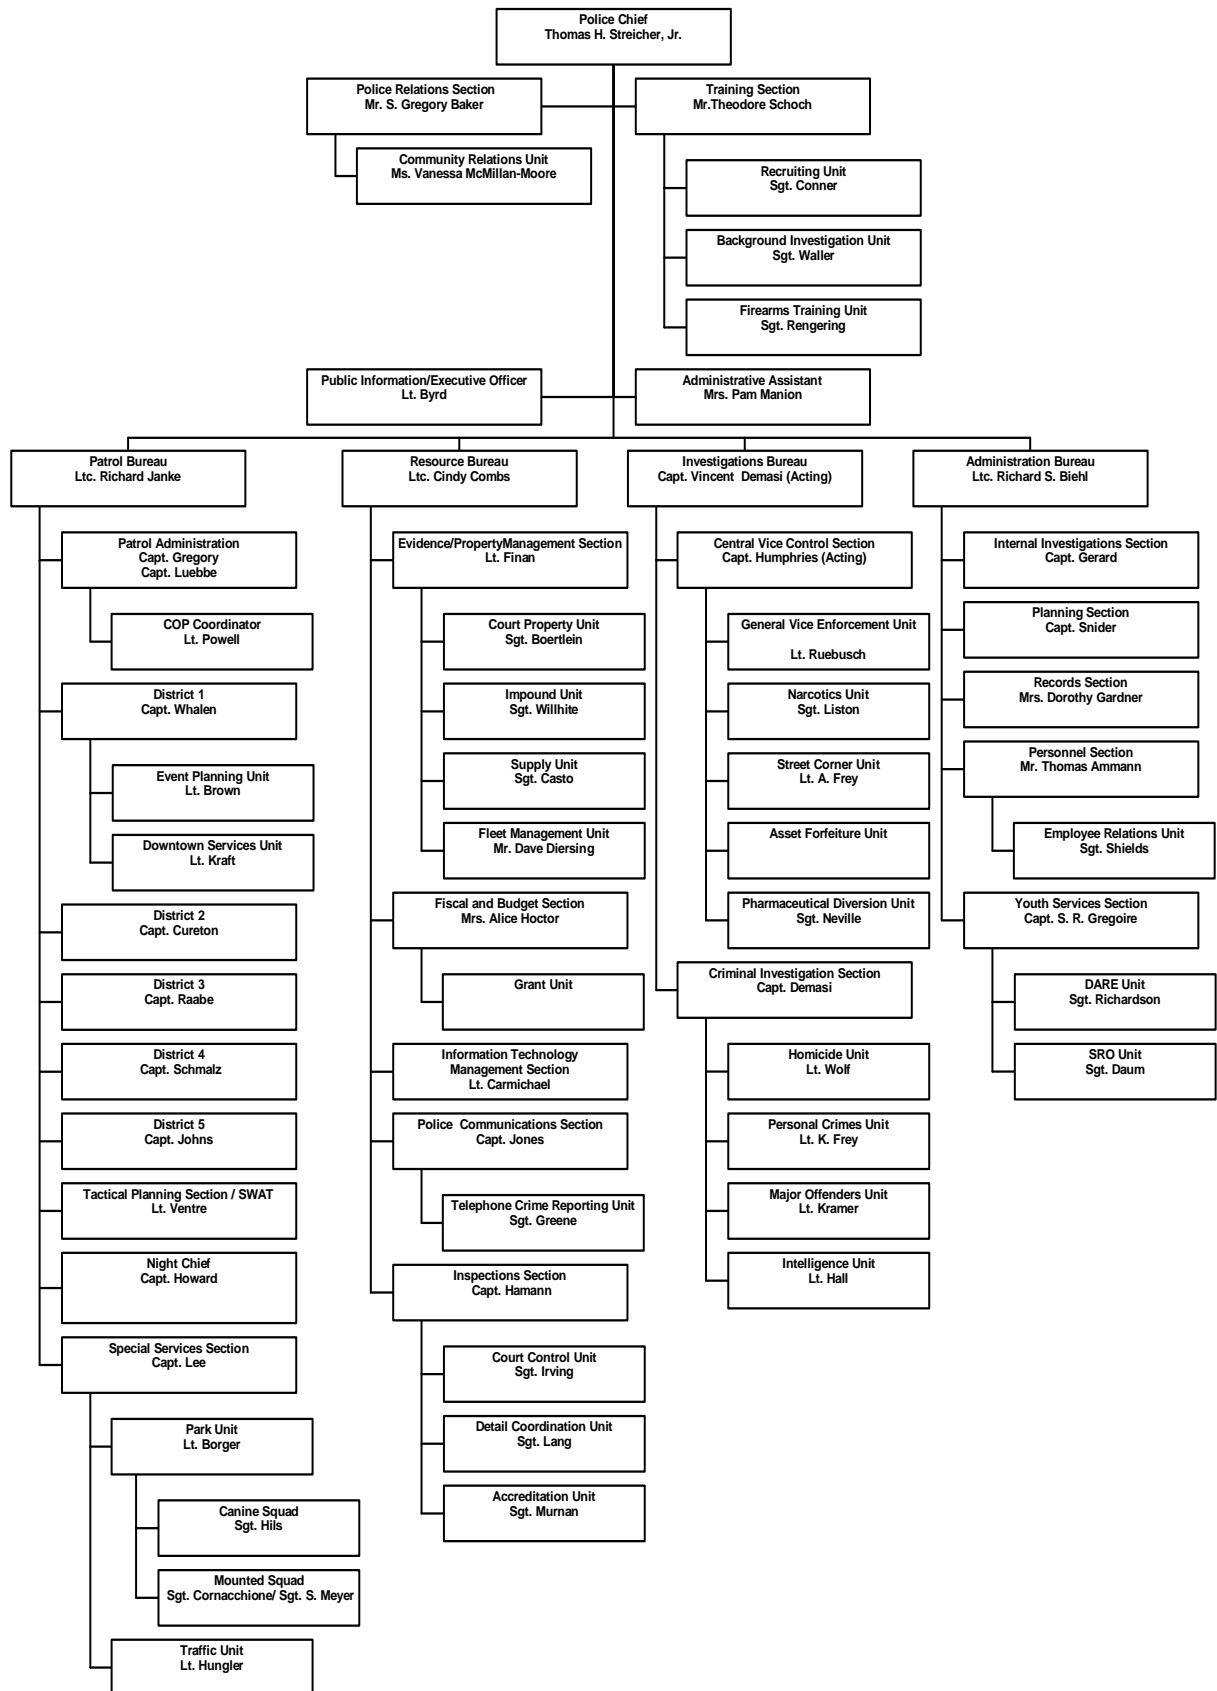 Police Chief
Thomas H. Streicher, Jr.
Police Relations Section
Mr. S. Gregory Baker
Training Section
Mr.Theodore Schoch
Community Relations Unit
Ms. Vanessa McMillan-Moore
Recruiting Unit
Sgt. Conner
Background Investigation Unit
Sgt. Waller
Firearms Training Unit
Sgt. Rengering
Public Information/Executive Officer
Lt. Byrd
Administrative Assistant
Mrs. Pam Manion
Patrol Bureau
Ltc. Richard Janke
Patrol Administration
Capt. Gregory
Capt. Luebbe
COP Coordinator
Lt. Powell
District 1
Capt. Whalen
Event Planning Unit
Lt. Brown
Downtown Services Unit
Lt. Kraft
District 2
Capt. Cureton
District 3
Capt. Raabe
District 4
Capt. Schmalz
District 5
Capt. Johns
Tactical Planning Section / SWAT
Lt. Ventre
Night Chief
Capt. Howard
Special Services Section
Capt. Lee
Park Unit
Lt. Borger
Canine Squad
Sgt. Hils
Mounted Squad
Sgt. Cornacchione/ Sgt. S. Meyer
Traffic Unit
Lt. Hungler
Resource Bureau
Ltc. Cindy Combs
Evidence/PropertyManagement Section
Lt. Finan
Court Property Unit
Sgt. Boertlein
Impound Unit
Sgt. Willhite
Supply Unit
Sgt. Casto
Fleet Management Unit
Mr. Dave Diersing
Fiscal and Budget Section
Mrs. Alice Hoctor
Grant Unit
Information Technology
Management Section
Lt. Carmichael
Police Communications Section
Capt. Jones
Telephone Crime Reporting Unit
Sgt. Greene
Inspections Section
Capt. Hamann
Court Control Unit
Sgt. Irving
Detail Coordination Unit
Sgt. Lang
Accreditation Unit
Sgt. Murnan
Investigations Bureau
Capt. Vincent Demasi (Acting)
Central Vice Control Section
Capt. Humphries (Acting)
General Vice Enforcement Unit
Lt. Ruebusch
Narcotics Unit
Sgt. Liston
Street Corner Unit
Lt. A. Frey
Asset Forfeiture Unit
Pharmaceutical Diversion Unit
Sgt. Neville
Criminal Investigation Section
Capt. Demasi
Homicide Unit
Lt. Wolf
Personal Crimes Unit
Lt. K. Frey
Major Offenders Unit
Lt. Kramer
Intelligence Unit
Lt. Hall
Administration Bureau
Ltc. Richard S. Biehl
Internal Investigations Section
Capt. Gerard
Planning Section
Capt. Snider
Records Section
Mrs. Dorothy Gardner
Personnel Section
Mr. Thomas Ammann
Employee Relations Unit
Sgt. Shields
Youth Services Section
Capt. S. R. Gregoire
DARE Unit
Sgt. Richardson
SRO Unit
Sgt. Daum